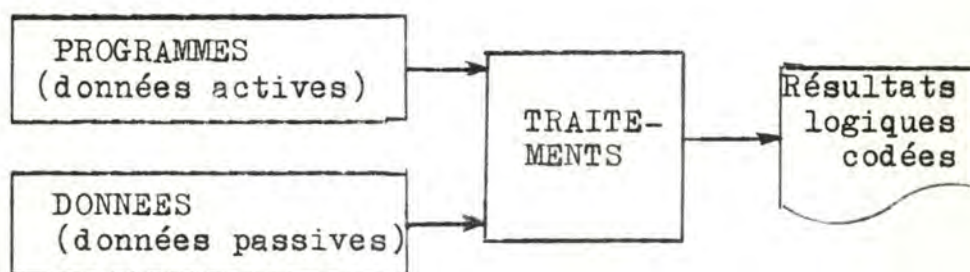 PROGRAMMES
(données actives)
DONNEES
(données passives)
TRAITE-
MENTS
Résultats
logiques
codées